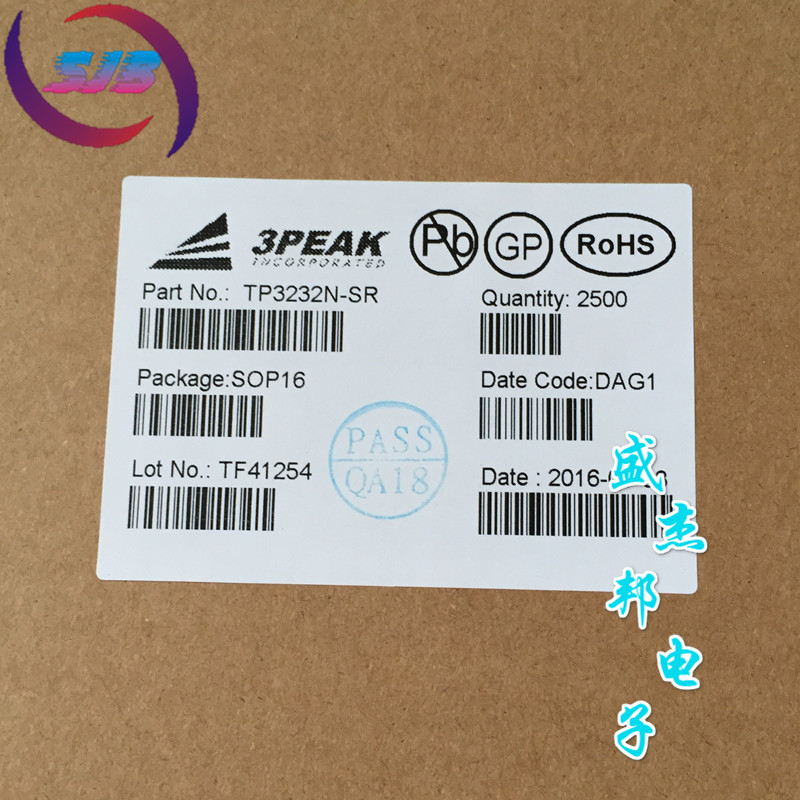 SJB
3PEAK
INCORPORATED
Pb
GP
RoHS
Part No.: TP3232N-SR
Quantity: 2500
Package:SOP16
Date Code:DAG1
Lot No.: TF41254
Date : 2016-
PASS
QA18
盛杰邦电子